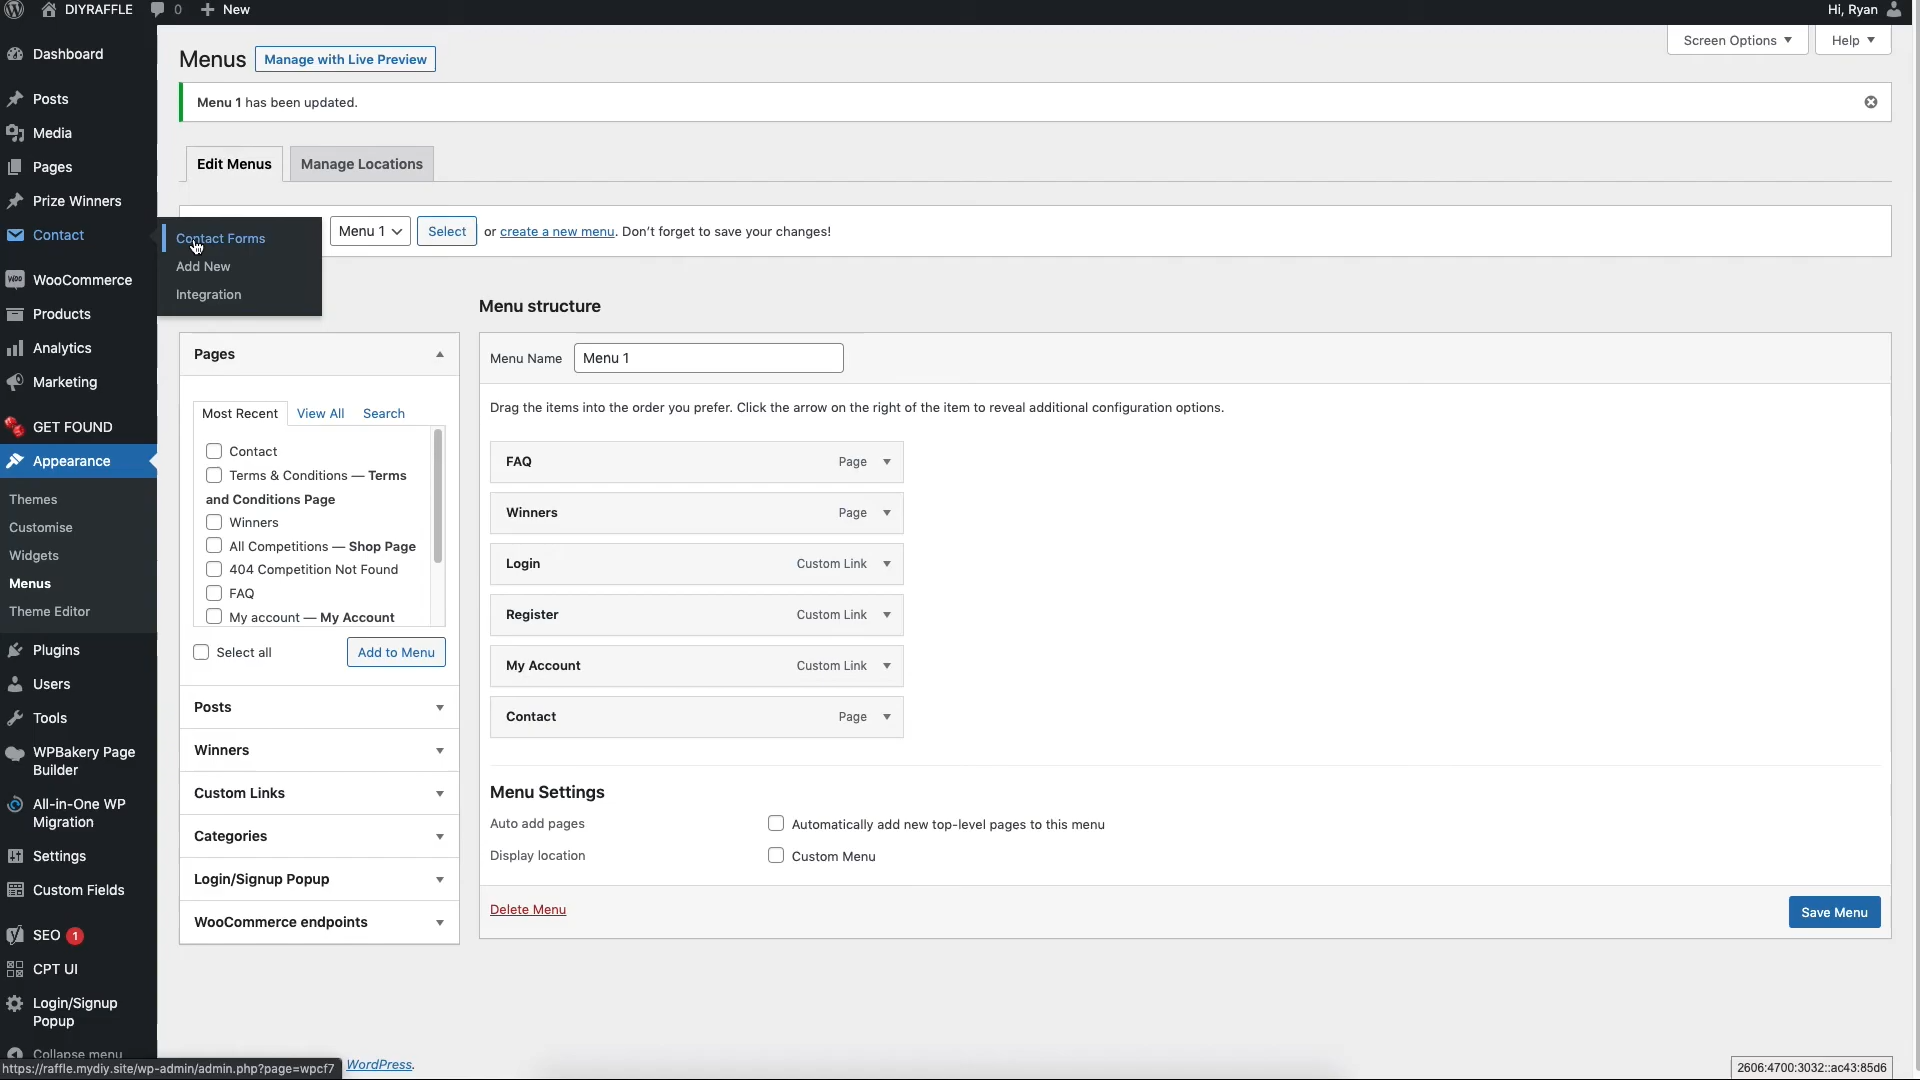 DIYRAFFLE
0
New
Hi, Ryan
Dashboard
Posts
Media
Pages
Prize Winners
Contact
Contact Forms
Add New
Integration
WooCommerce
Products
Analytics
Marketing
GET FOUND
Appearance
Themes
Customise
Widgets
Menus
Theme Editor
Plugins
Users
Tools
WPBakery Page
Builder
All-in-One WP
Migration
Settings
Custom Fields
SEO 1
CPT UI
Login/Signup
Popup
Collapse menu
https://raffle.mydiy.site/wp-admin/admin.php?page=wpcf7
Screen Options
Help
Menus
Manage with Live Preview
Menu 1 has been updated.
Edit Menus
Manage Locations
Menu 1
Select
or create a new menu. Don't forget to save your changes!
Pages
Most Recent
View All
Search
Contact
Terms & Conditions — Terms
and Conditions Page
Winners
All Competitions — Shop Page
404 Competition Not Found
FAQ
My account — My Account
Select all
Add to Menu
Posts
Winners
Custom Links
Categories
Login/Signup Popup
WooCommerce endpoints
Menu structure
Menu Name
Menu 1
Drag the items into the order you prefer. Click the arrow on the right of the item to reveal additional configuration options.
FAQ
Page
Winners
Page
Login
Custom Link
Register
Custom Link
My Account
Custom Link
Contact
Page
Menu Settings
Auto add pages
Automatically add new top-level pages to this menu
Display location
Custom Menu
Delete Menu
Save Menu
WordPress.
2606:4700:3032::ac43:85d6